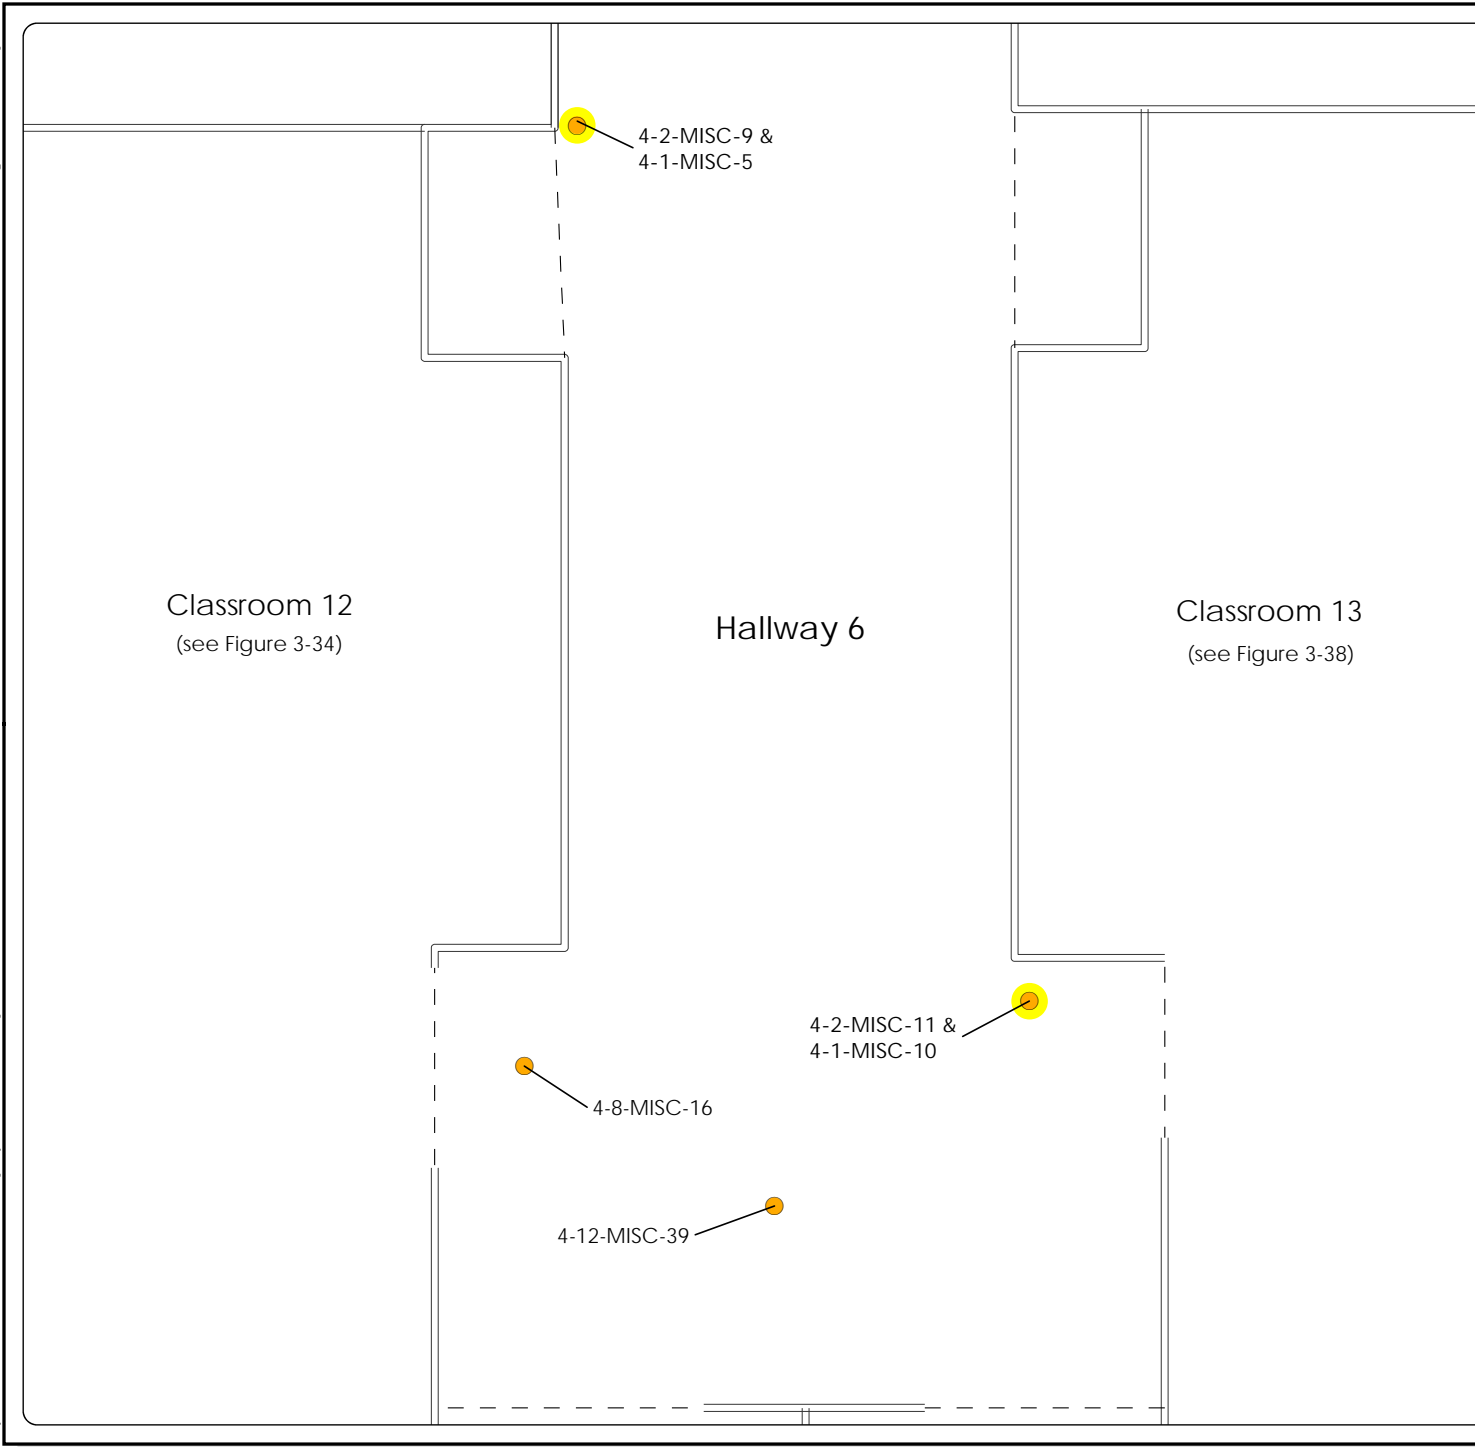 4-2-MISC-9 &
4-1-MISC-5
Classroom 12
(see Figure 3-34)
Hallway 6
Classroom 13
(see Figure 3-38)
4-2-MISC-11 &
4-1-MISC-10
4-8-MISC-16
4-12-MISC-39